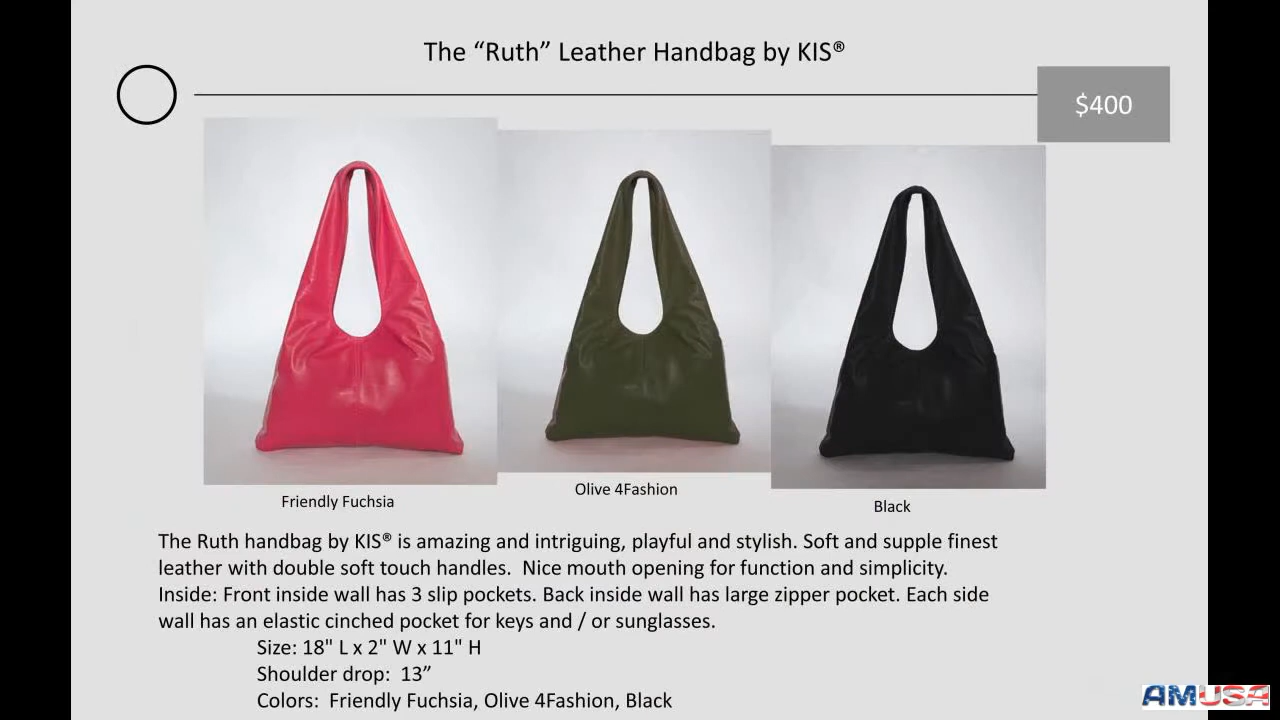 The “Ruth” Leather Handbag by KIS®
$400
Friendly Fuchsia
Olive 4Fashion
Black
The Ruth handbag by KIS® is amazing and intriguing, playful and stylish. Soft and supple finest
leather with double soft touch handles.  Nice mouth opening for function and simplicity.
Inside: Front inside wall has 3 slip pockets. Back inside wall has large zipper pocket. Each side
wall has an elastic cinched pocket for keys and / or sunglasses.
Size: 18" L x 2" W x 11" H
Shoulder drop:  13”
Colors:  Friendly Fuchsia, Olive 4Fashion, Black
AMUSA